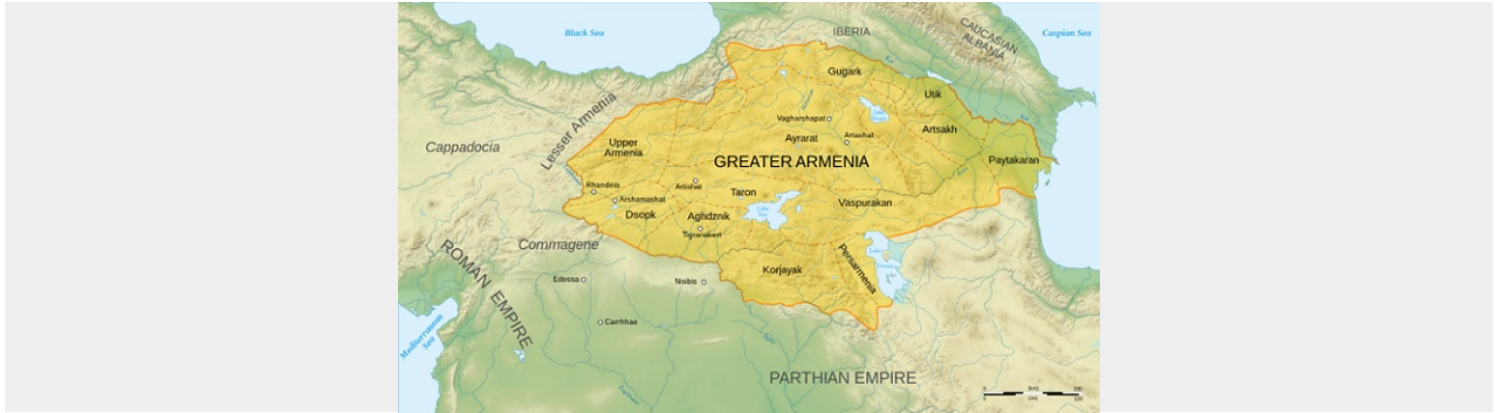 Black Sea
IBERIA
CAUCASIAN
ALBANIA
Caspian Sea
Gugark
Utik
Lesser Armenia
Vagharshapat
Artsakh
Cappadocia
Upper
Armenia
Ayrarat
Artashat
GREATER ARMENIA
Paytakaran
Rhandeia
Arshamashat
Taron
Dsopk
Aghdznik
Vaspurakan
Tigranakert
Commagene
ROMAN EMPIRE
Korjayak
Persarmenia
Edessa
Nisibis
Carrhae
Mediterranean
Sea
PARTHIAN EMPIRE